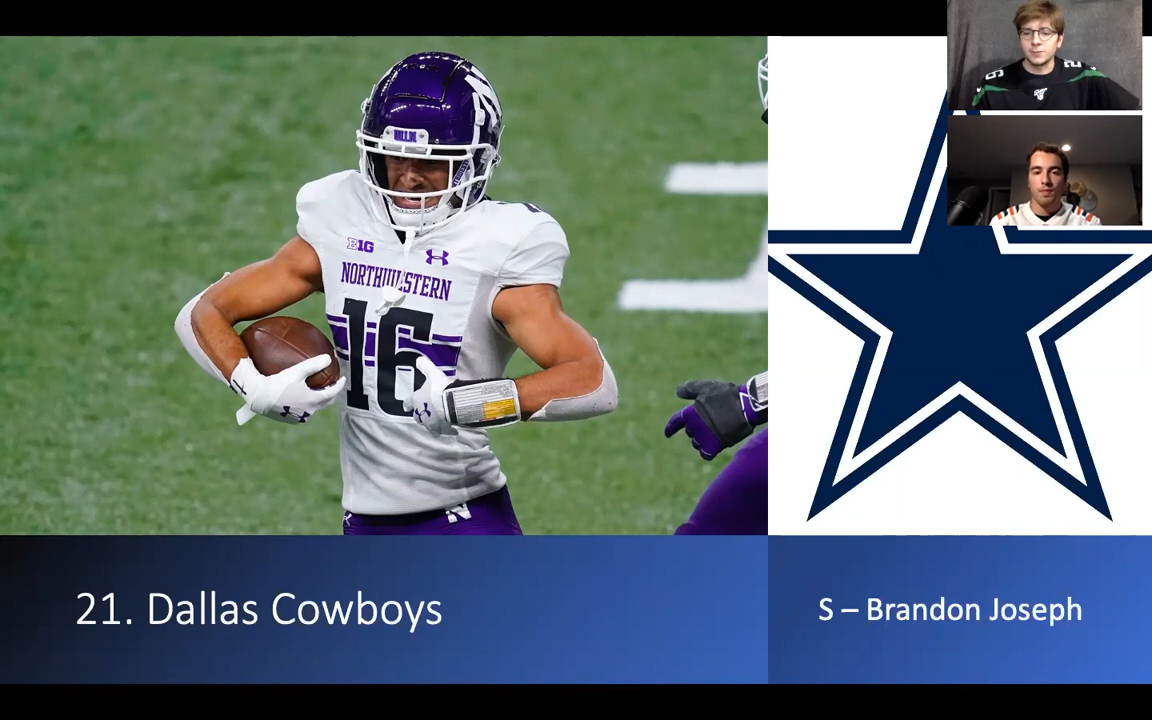 BIG
NORTHWESTERN
16
21. Dallas Cowboys
S – Brandon Joseph